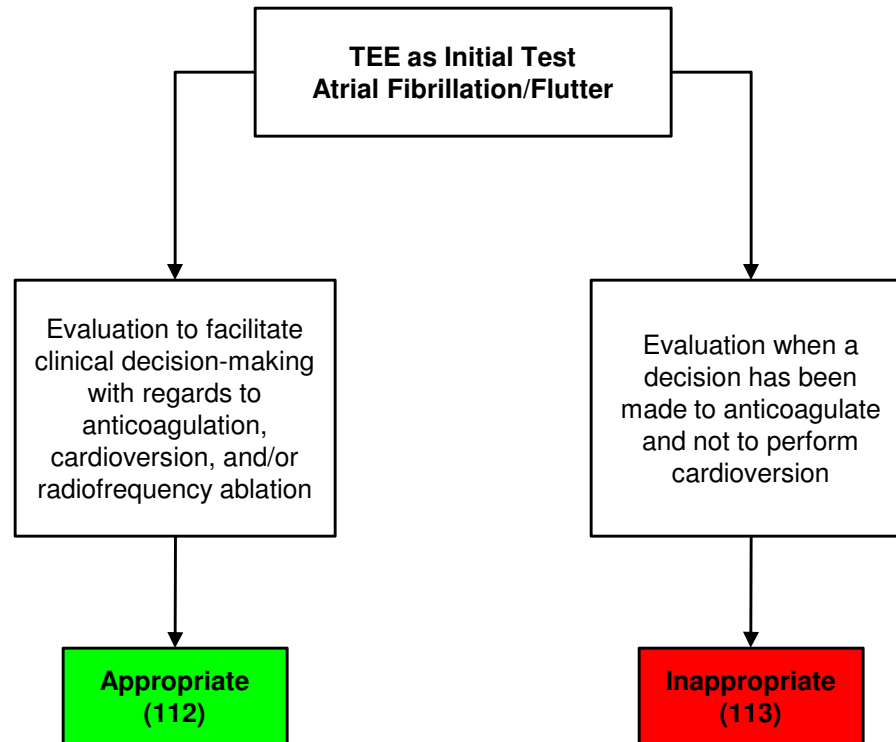 TEE as Initial Test
Atrial Fibrillation/Flutter
Evaluation to facilitate
clinical decision-making
with regards to
anticoagulation,
cardioversion, and/or
radiofrequency ablation
Evaluation when a
decision has been
made to anticoagulate
and not to perform
cardioversion
Appropriate
(112)
Inappropriate
(113)